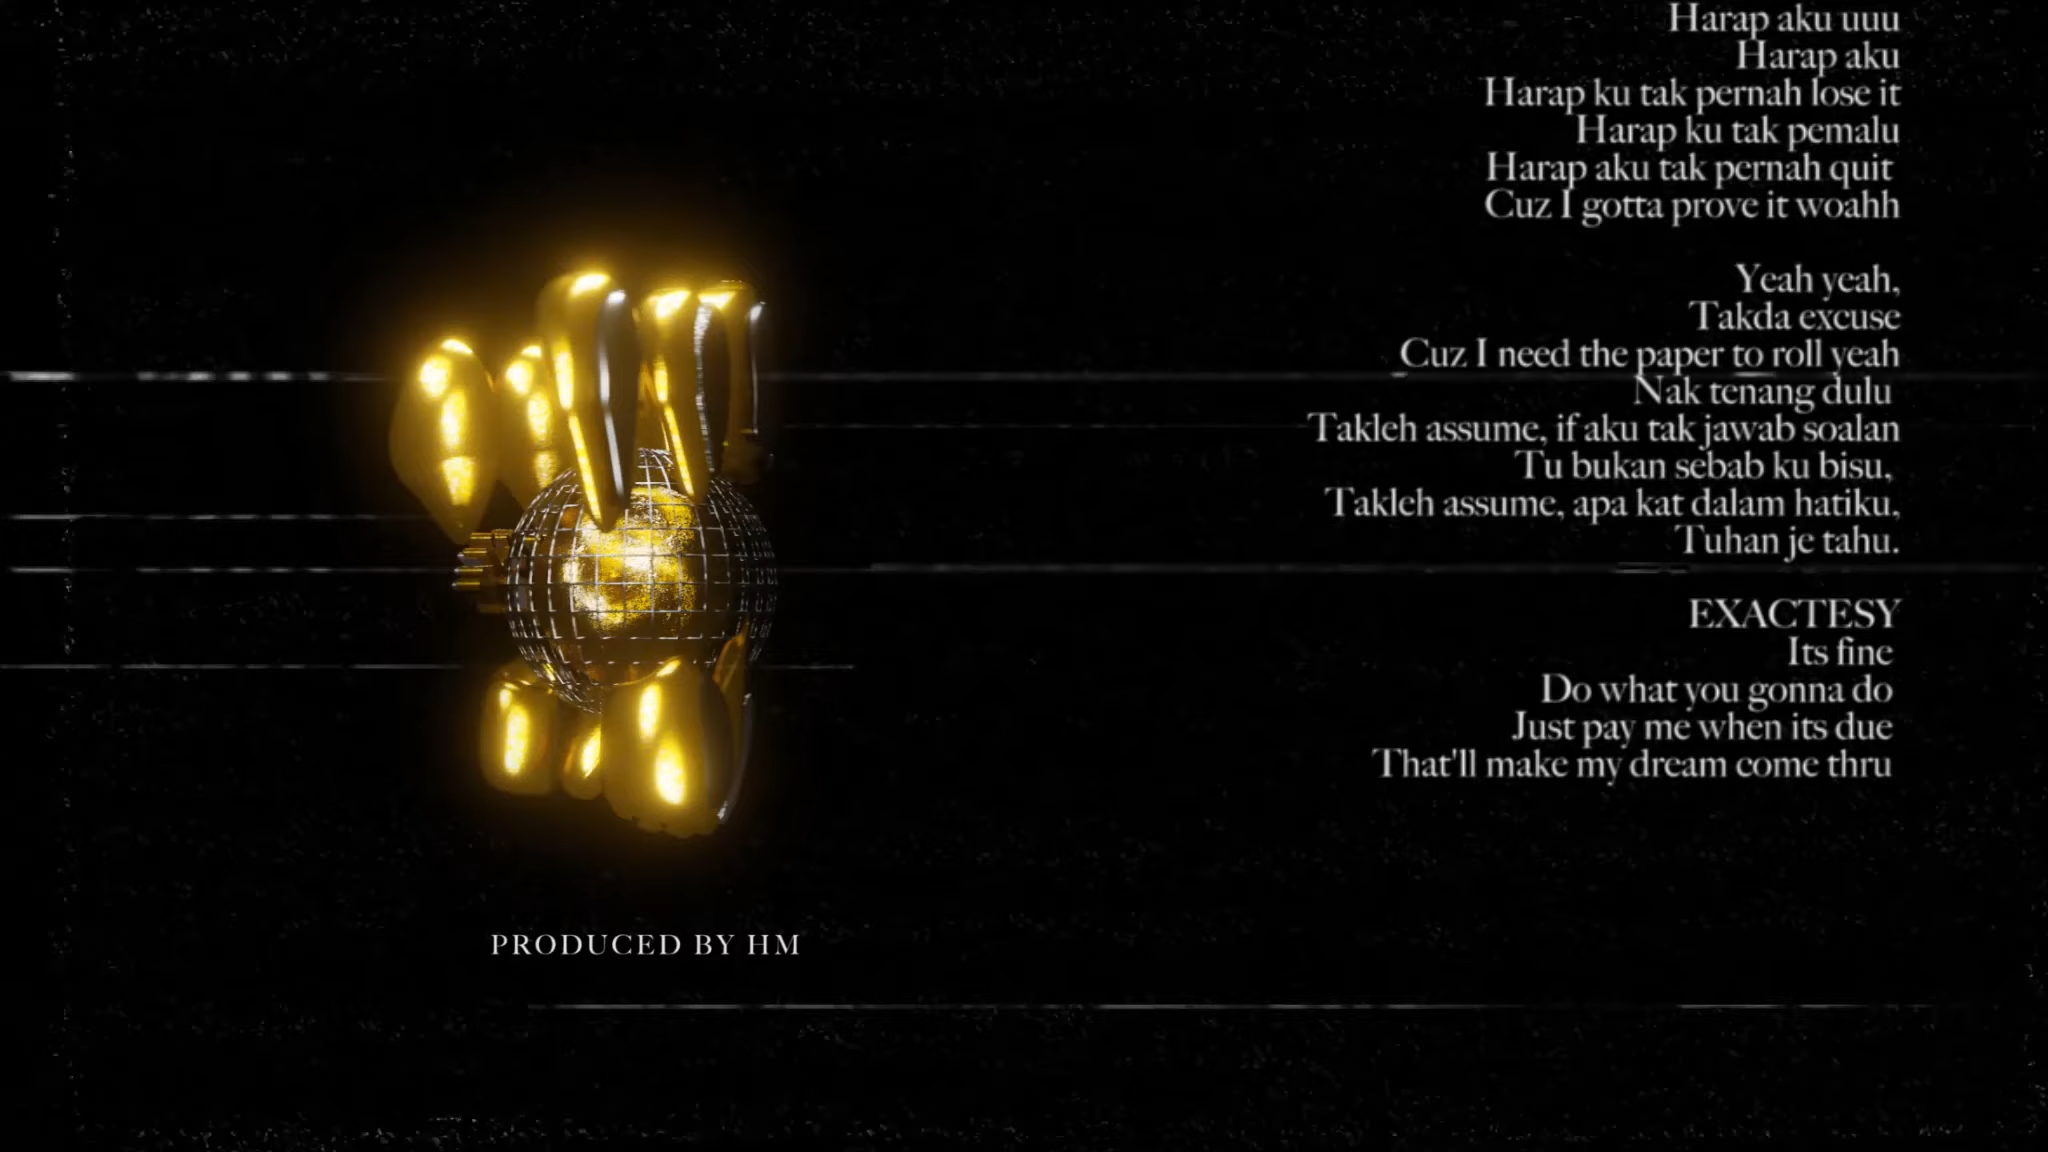 Harap aku uuu
Harap aku
Harap ku tak pernah lose it
Harap ku tak pemalu
Harap aku tak pernah quit
Cuz I gotta prove it woahh
Yeah yeah,
Takda excuse
Cuz I need the paper to roll yeah
Nak tenang dulu
Takleh assume, if aku tak jawab soalan
Tu bukan sebab ku bisu,
Takleh assume, apa kat dalam hatiku,
Tuhan je tahu.
EXACTESY
Its fine
Do what you gonna do
Just pay me when its due
That'll make my dream come thru
PRODUCED BY HM